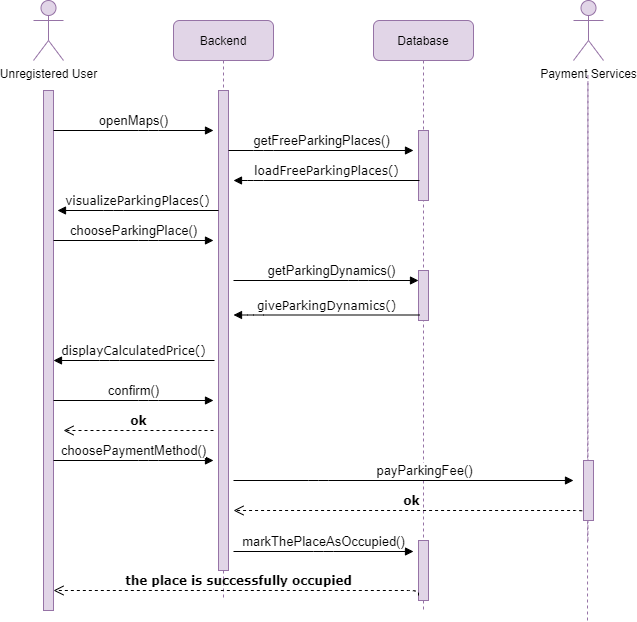 Unregistered User
Backend
Database
Payment Services
openMaps()
getFreeParkingPlaces()
loadFreeParkingPlaces()
visualizeParkingPlaces()
chooseParkingPlace()
getParkingDynamics()
giveParkingDynamics()
displayCalculatedPrice()
confirm()
ok
choosePaymentMethod()
payParkingFee()
ok
markThePlaceAsOccupied()
the place is successfully occupied